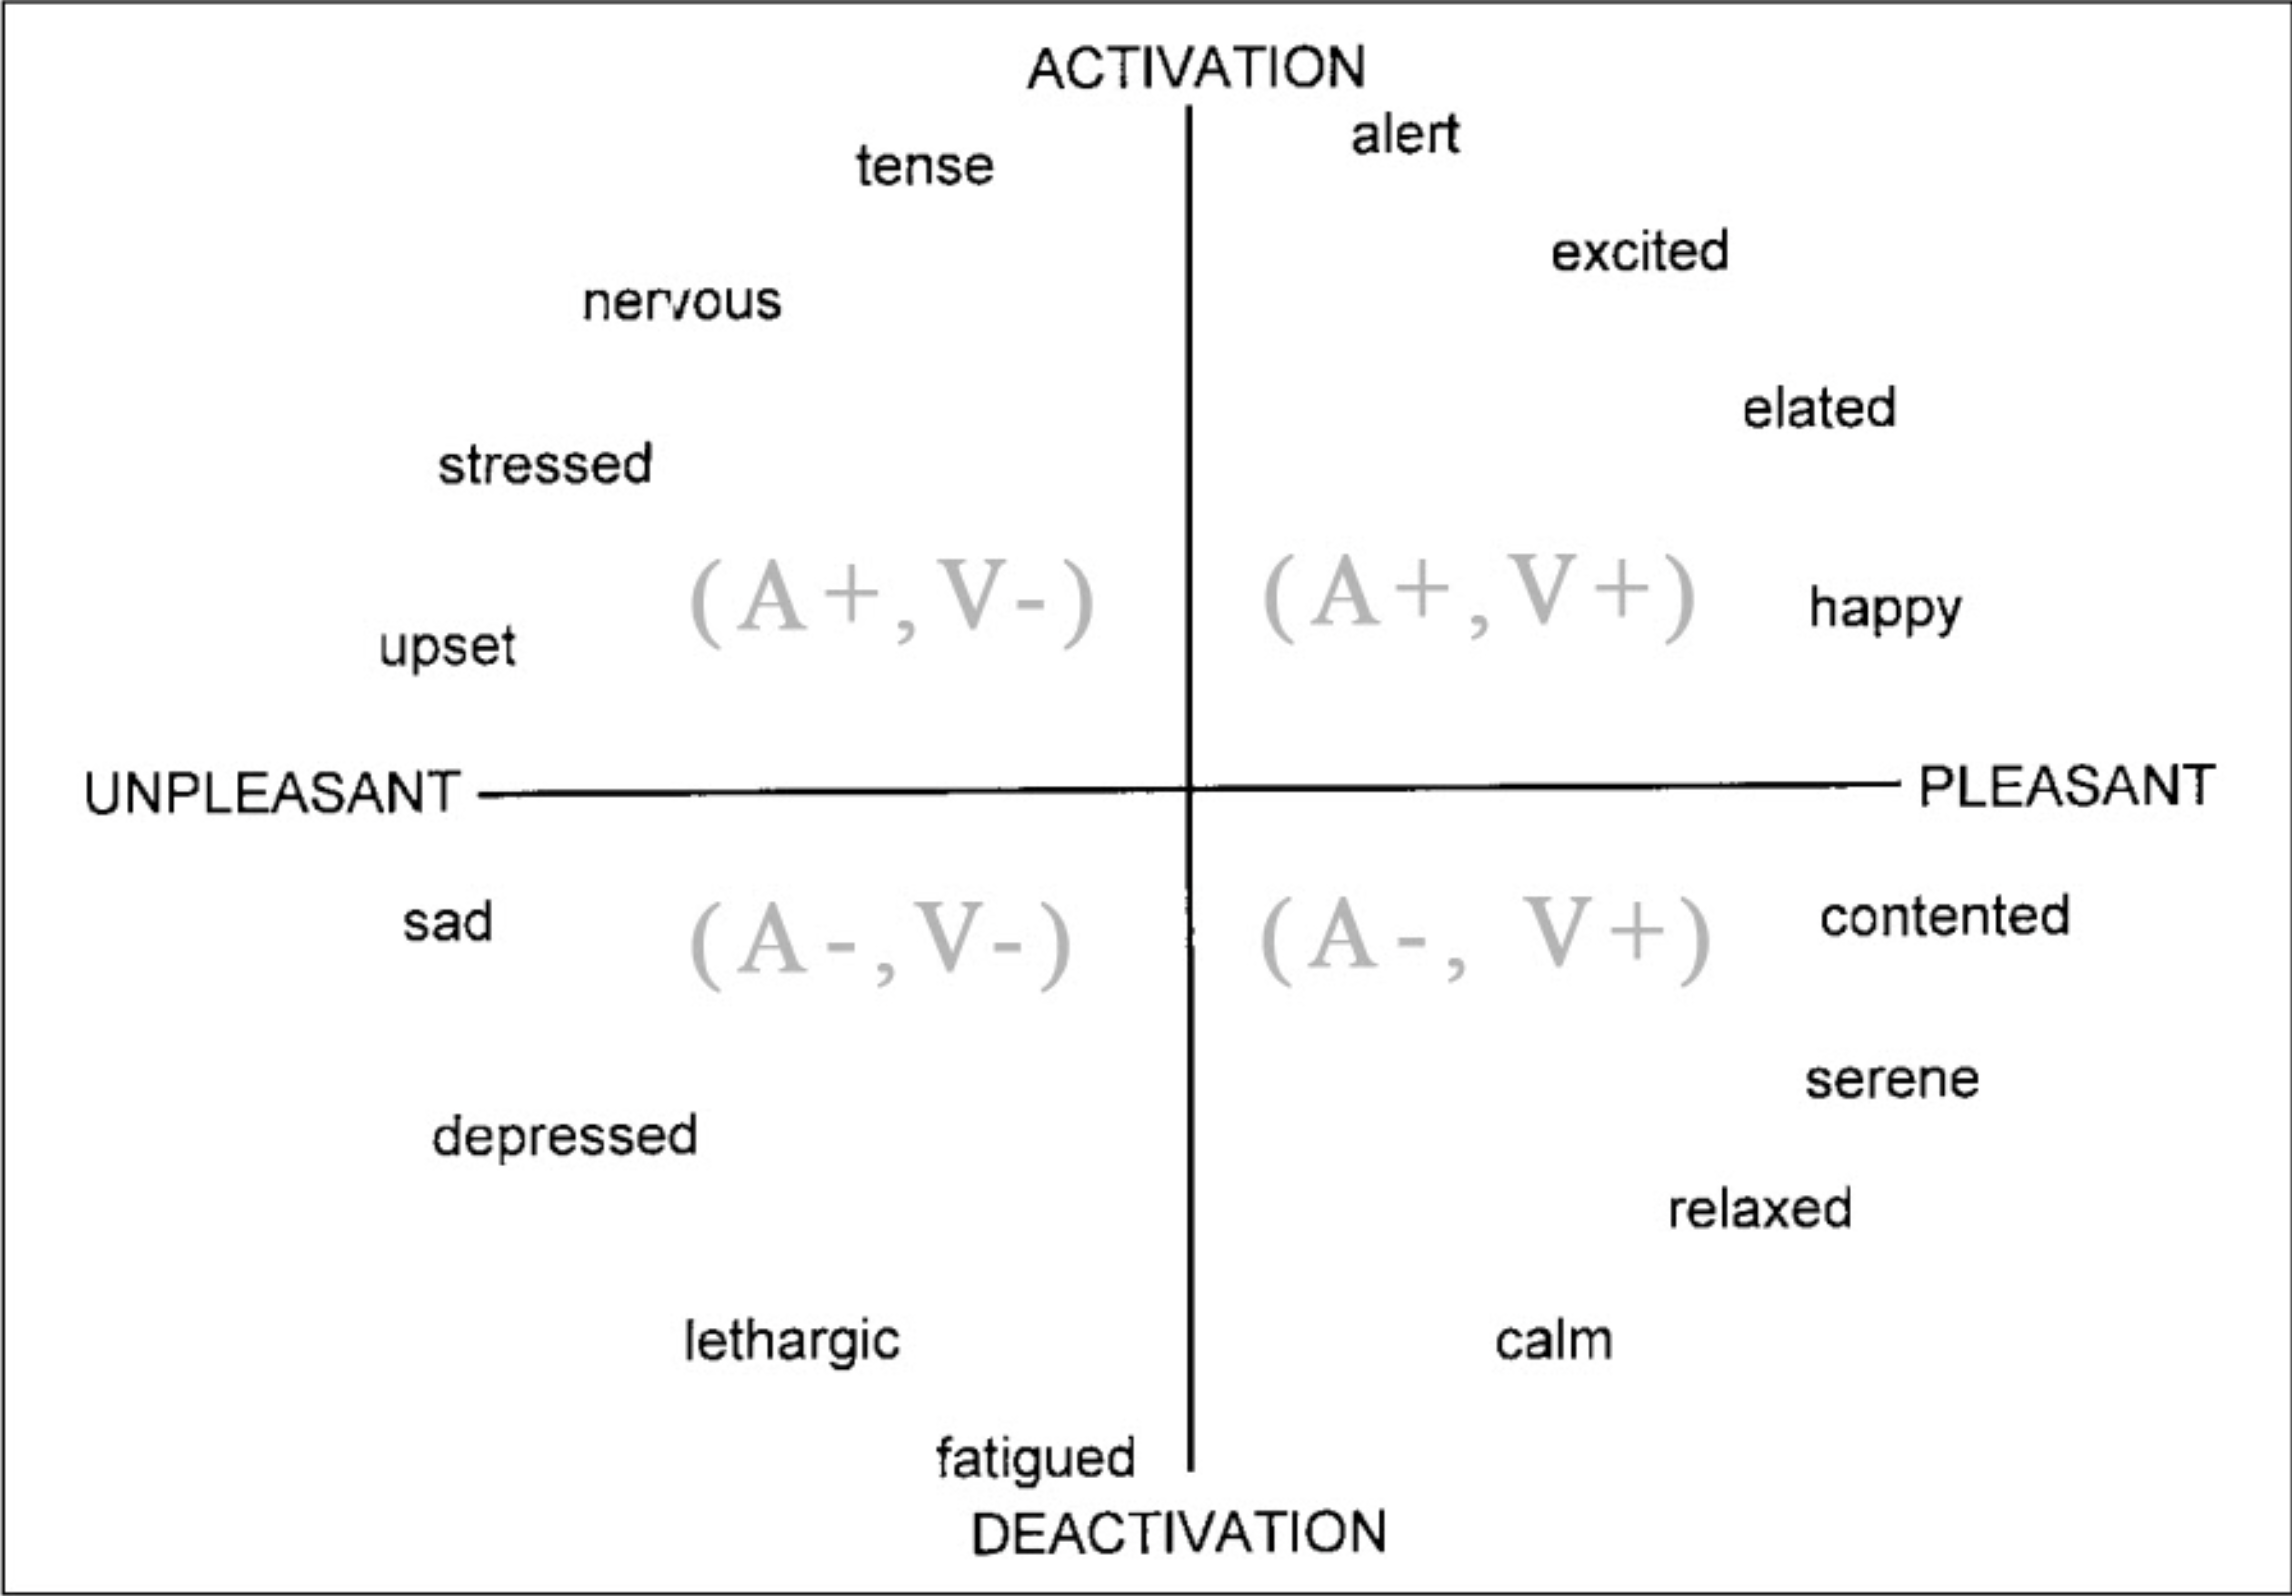 ACTIVATION
alert
tense
excited
nervous
elated
stressed
(A+,V-) (A+,V+)
happy
upset
UNPLEASANT PLEASANT
sad (A-,V-) (A-, V+) contented
serene
depressed
relaxed
lethargic calm
fatigued
DEACTIVATION